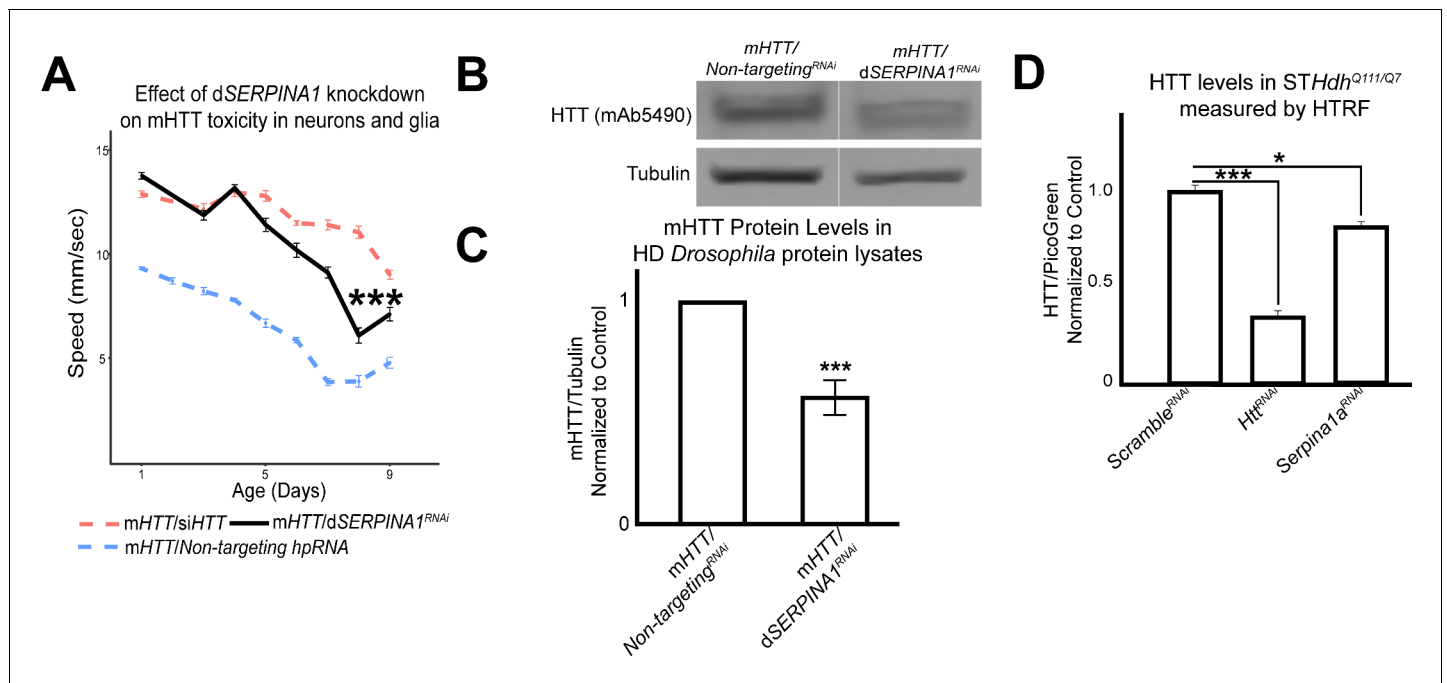 A
Effect of dSERPINA1 knockdown
on mHTT toxicity in neurons and glia
Speed (mm/sec)
15
10
5
1
5
9
***
Age (Days)
mHTT/siHTT
mHTT/dSERPINA1RNAi
mHTT/Non-targeting hpRNA
B
mHTT/
Non-targetingRNAi
mHTT/
dSERPINA1RNAi
HTT (mAb5490)
Tubulin
C
mHTT Protein Levels in
HD Drosophila protein lysates
mHTT/Tubulin
Normalized to Control
1
0
***
mHTT/
Non-targetingRNAi
mHTT/
dSERPINA1RNAi
D
HTT levels in STHdhQ111/Q7
measured by HTRF
HTT/PicoGreen
Normalized to Control
1.0
0.5
0
*
***
ScrambleRNAi
HttRNAi
Serpina1aRNAi